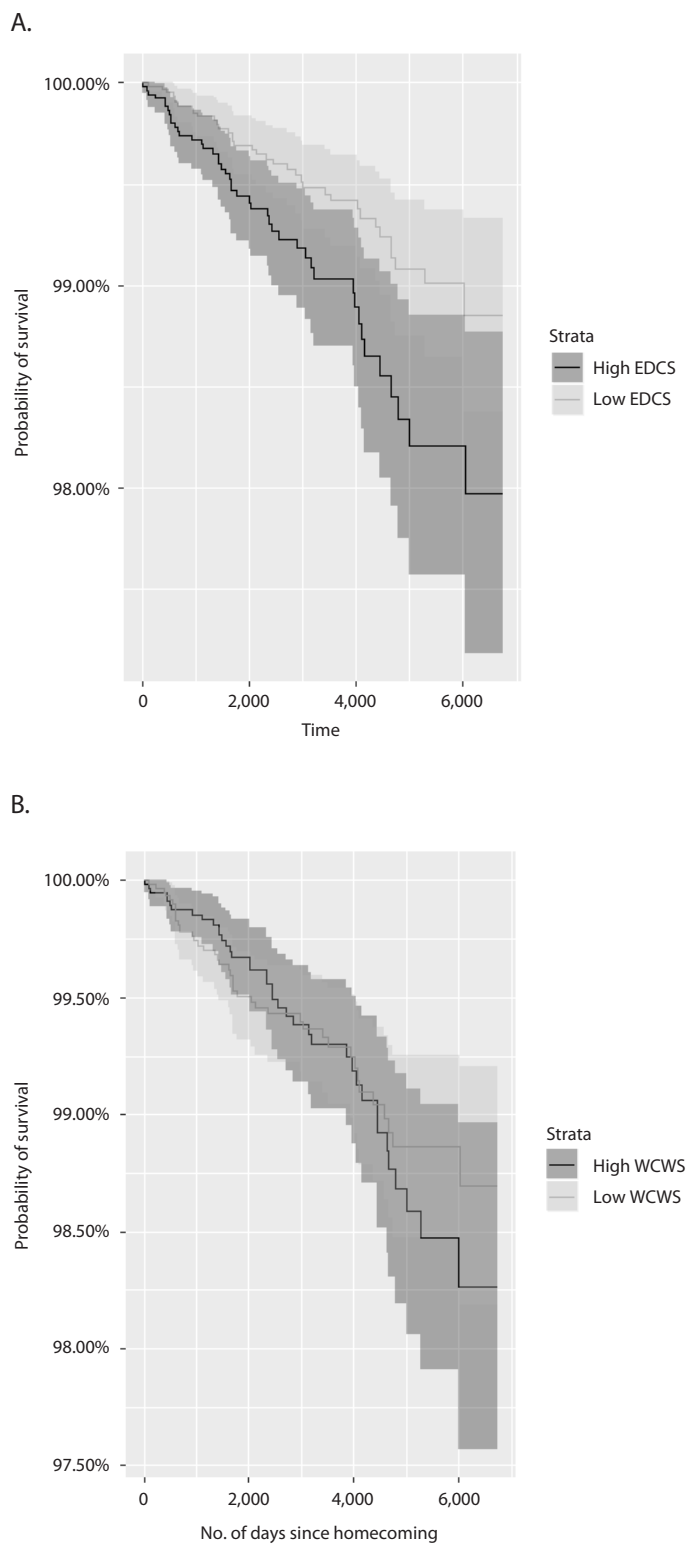 A.
100.00%
99.00%
98.00%
Probability of survival
0
2,000
4,000
6,000
Time
Strata
High EDCS
Low EDCS
B.
100.00%
99.50%
99.00%
98.50%
98.00%
97.50%
Probability of survival
0
2,000
4,000
6,000
No. of days since homecoming
Strata
High WCWS
Low WCWS